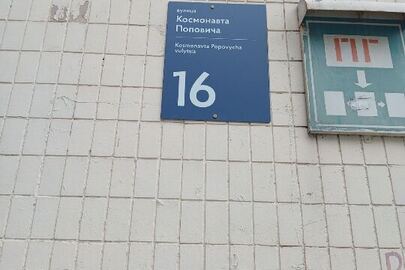 вулиця
Космонавта
Поповича
Kosmonavta Popovycha
vulytsia
16
ПГ